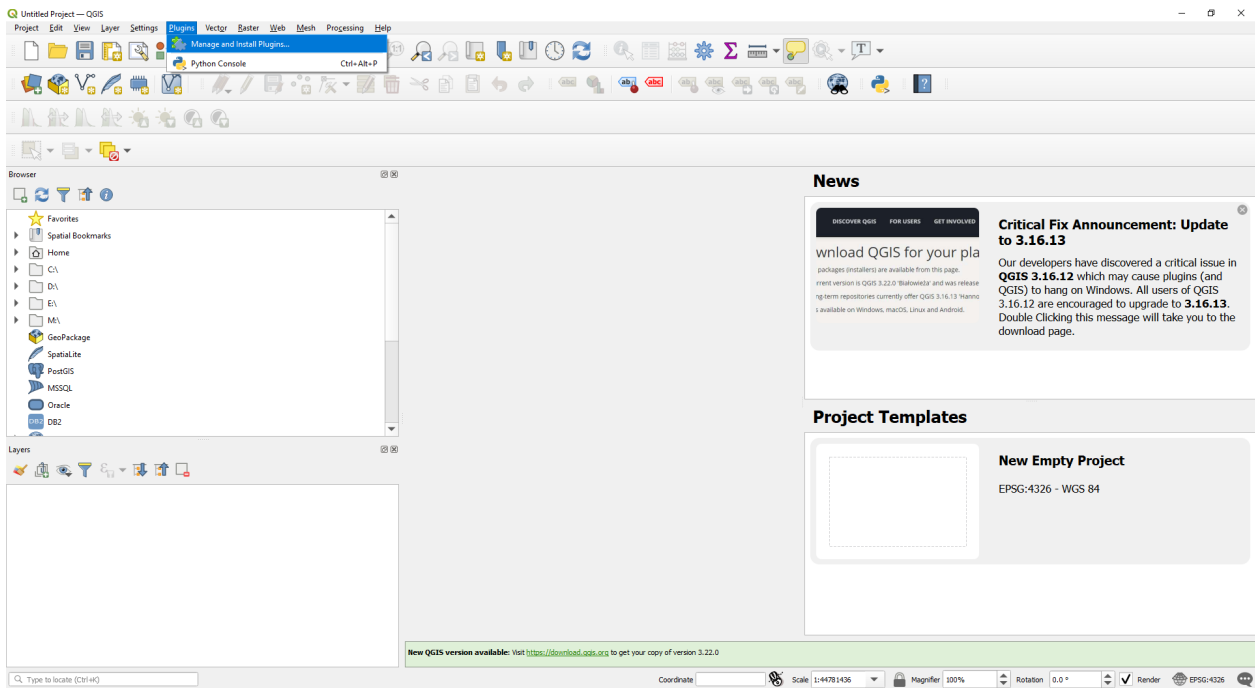 Untitled Project — QGIS
Project Edit View Layer Settings Plugins Vector Raster Web Mesh Processing Help
Manage and Install Plugins...
Python Console Ctrl+Alt+P
Browser
Favorites
Spatial Bookmarks
Home
C:\
D:\
E:\
M:\
GeoPackage
SpatiaLite
PostGIS
MSSQL
Oracle
DB2
Layers
News
DISCOVER QGIS FOR USERS GET INVOLVED
wnload QGIS for your pla
packages (installers) are available from this page.
rrent version is QGIS 3.22.0 'Białowieża' and was release
ng-term repositories currently offer QGIS 3.16.13 'Hanno
s available on Windows, macOS, Linux and Android.
Critical Fix Announcement: Update
to 3.16.13
Our developers have discovered a critical issue in
QGIS 3.16.12 which may cause plugins (and
QGIS) to hang on Windows. All users of QGIS
3.16.12 are encouraged to upgrade to 3.16.13.
Double Clicking this message will take you to the
download page.
Project Templates
New Empty Project
EPSG:4326 - WGS 84
New QGIS version available: Visit https://download.qgis.org to get your copy of version 3.22.0
Type to locate (Ctrl+K)
Coordinate
Scale 1:44781436
Magnifier 100%
Rotation 0.0 °
Render
EPSG:4326